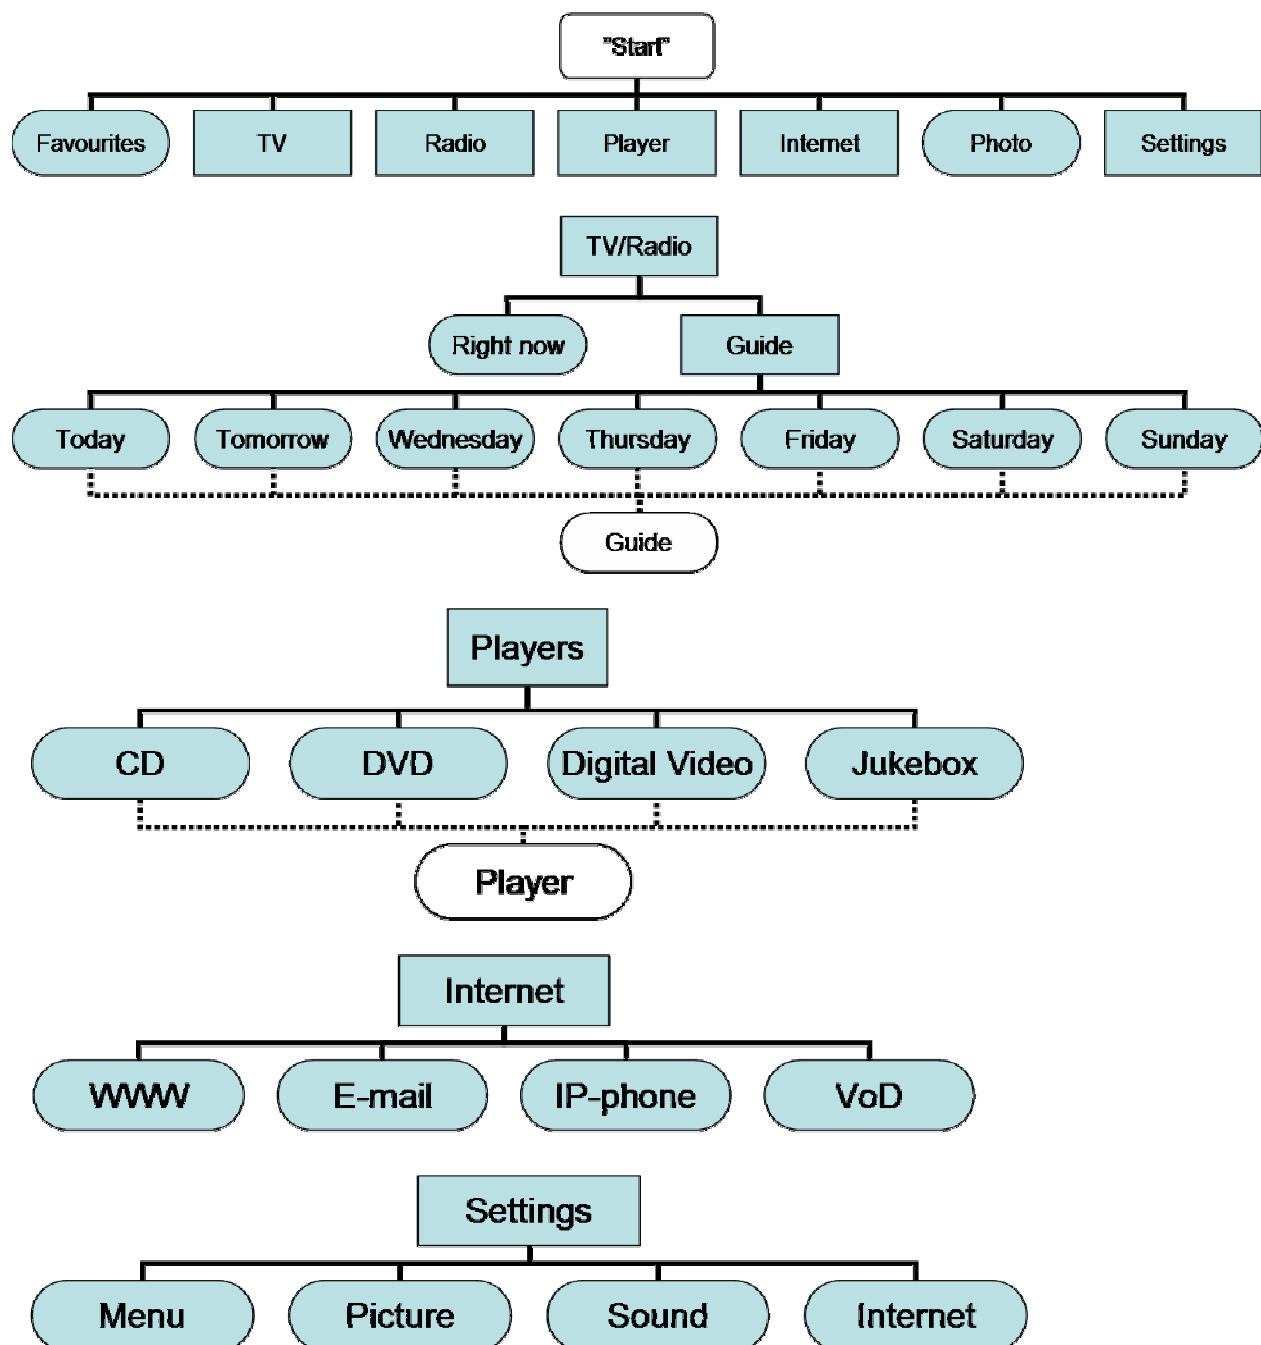 "Start"
Favourites TV Radio Player Internet Photo Settings
TV/Radio
Right now Guide
Today Tomorrow Wednesday Thursday Friday Saturday Sunday
Guide
Players
CD DVD Digital Video Jukebox
Player
Internet
WWW E-mail IP-phone VoD
Settings
Menu Picture Sound Internet